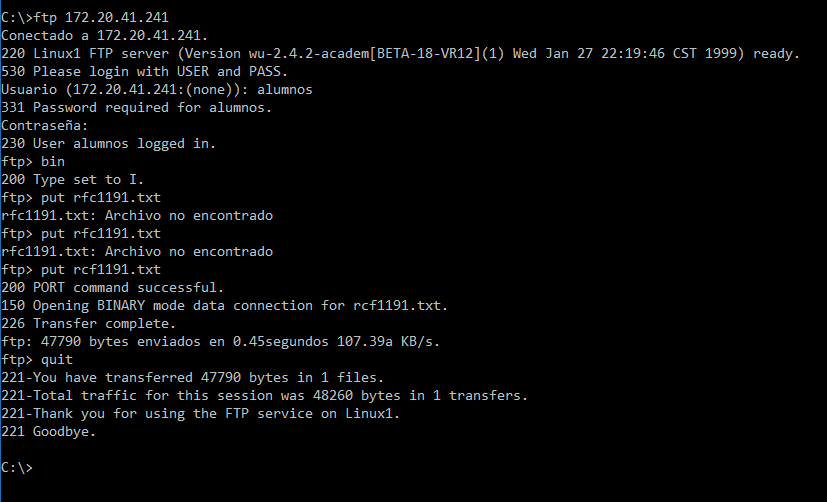 C:\>ftp 172.20.41.241
Conectado a 172.20.41.241.
220 Linux1 FTP server (Version wu-2.4.2-academ[BETA-18-VR12](1) Wed Jan 27 22:19:46 CST 1999) ready.
530 Please login with USER and PASS.
Usuario (172.20.41.241:(none)): alumnos
331 Password required for alumnos.
Contraseña:
230 User alumnos logged in.
ftp> bin
200 Type set to I.
ftp> put rfc1191.txt
rfc1191.txt: Archivo no encontrado
ftp> put rfc1191.txt
rfc1191.txt: Archivo no encontrado
ftp> put rcf1191.txt
200 PORT command successful.
150 Opening BINARY mode data connection for rcf1191.txt.
226 Transfer complete.
ftp: 47790 bytes enviados en 0.45segundos 107.39a KB/s.
ftp> quit
221-You have transferred 47790 bytes in 1 files.
221-Total traffic for this session was 48260 bytes in 1 transfers.
221-Thank you for using the FTP service on Linux1.
221 Goodbye.
C:\>